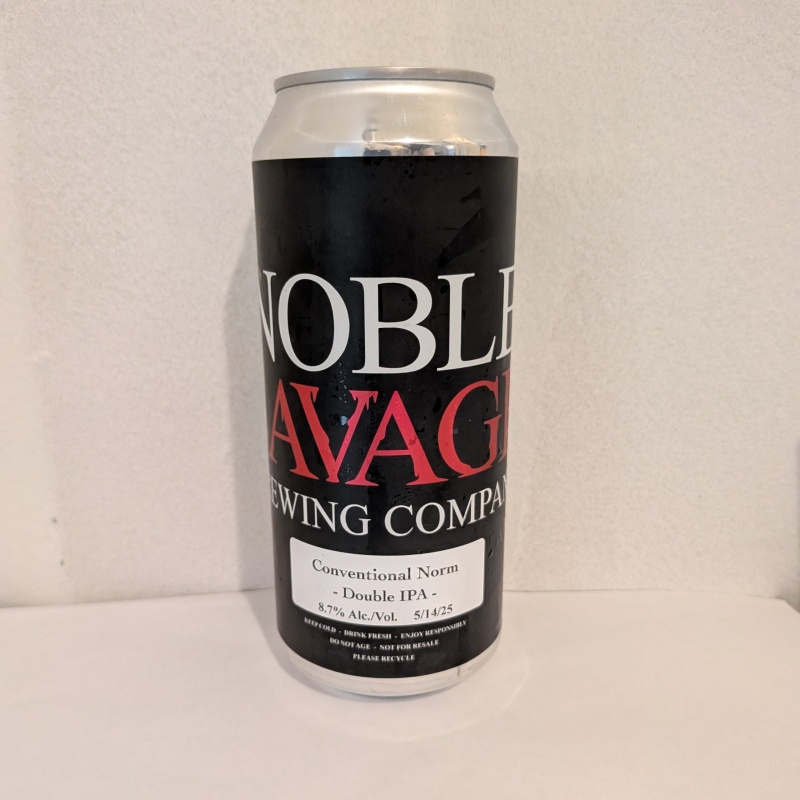 NOBLE
AVAGE
EWING COMPAN
Conventional Norm
- Double IPA -
8.7% Alc./Vol. 5/14/25
KEEP COLD - DRINK FRESH - ENJOY RESPONSIBLY
DO NOT AGE - NOT FOR RESALE
PLEASE RECYCLE